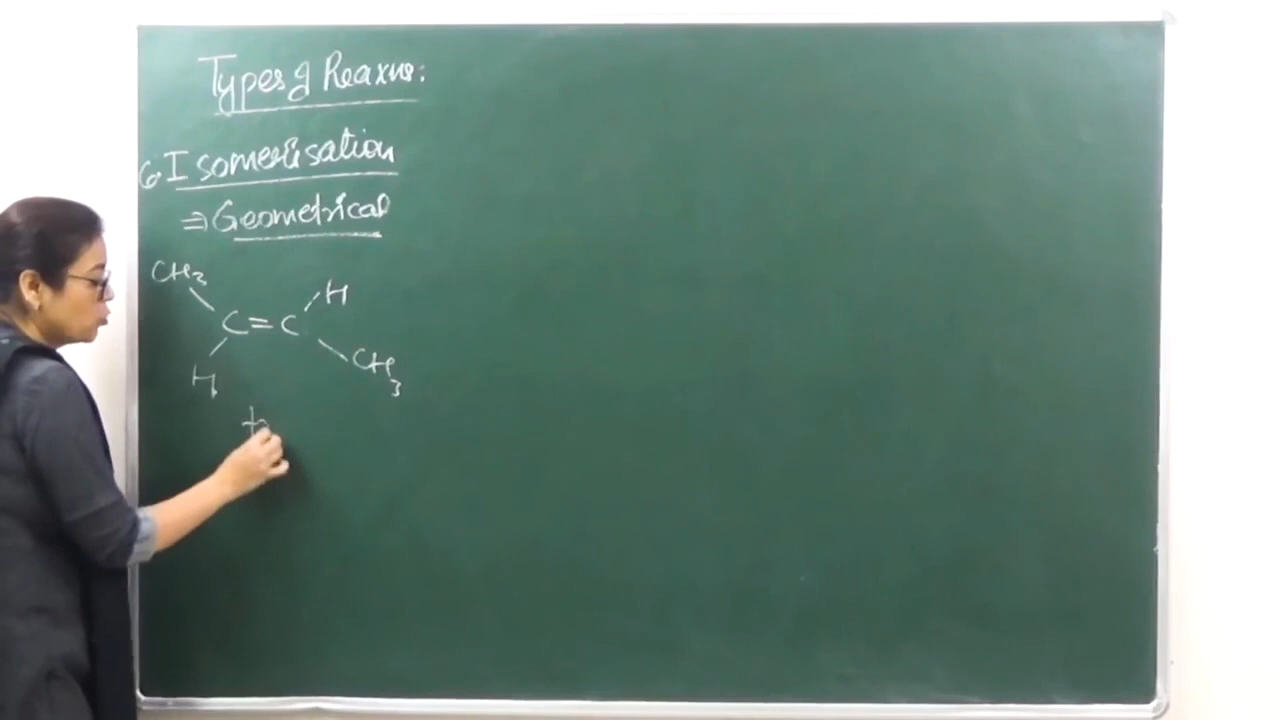 Types of Reaxns:
6. Isomerisation
⇒ Geometrical
CH3 H
C=C
H CH3